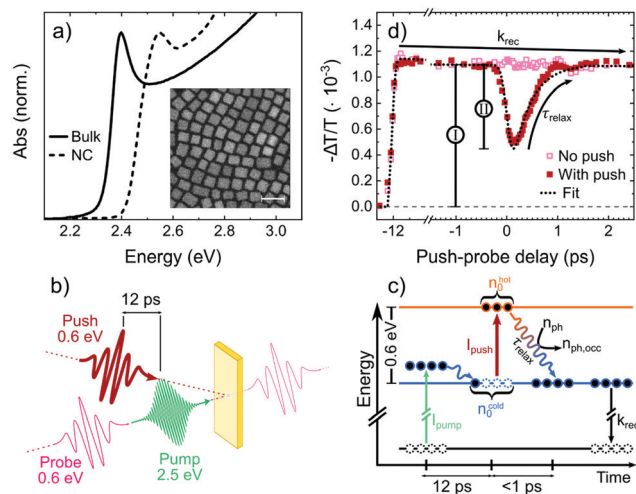 a)
Abs (norm.)
Bulk
NC
2.2 2.4 2.6 2.8 3.0
Energy (eV)
d)
-ΔT/T (· 10⁻³)
1.4
1.2
1.0
0.8
0.6
0.4
0.2
0.0
k_rec
I
II
τ_relax
No push
With push
Fit
-12 -1 0 1 2
Push-probe delay (ps)
b)
12 ps
Push
0.6 eV
Probe
0.6 eV
Pump
2.5 eV
c)
Energy
0.6 eV
n₀^hot
I_push
τ_relax
n_ph
n_ph,occ
I_pump
n₀^cold
k_rec
12 ps
<1 ps
Time